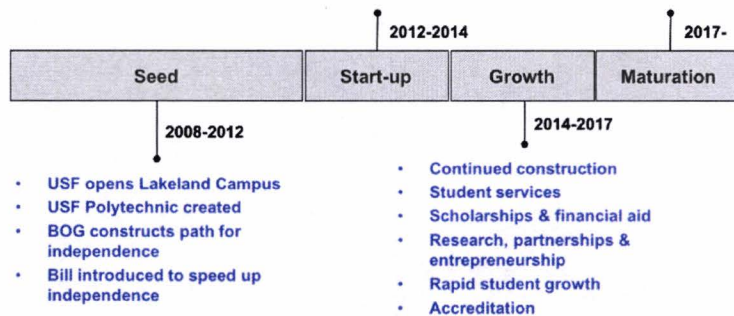 2012-2014
2017-
Seed
Start-up
Growth
Maturation
2008-2012
2014-2017
• USF opens Lakeland Campus
• USF Polytechnic created
• BOG constructs path for
independence
• Bill introduced to speed up
independence
• Continued construction
• Student services
• Scholarships & financial aid
• Research, partnerships &
entrepreneurship
• Rapid student growth
• Accreditation